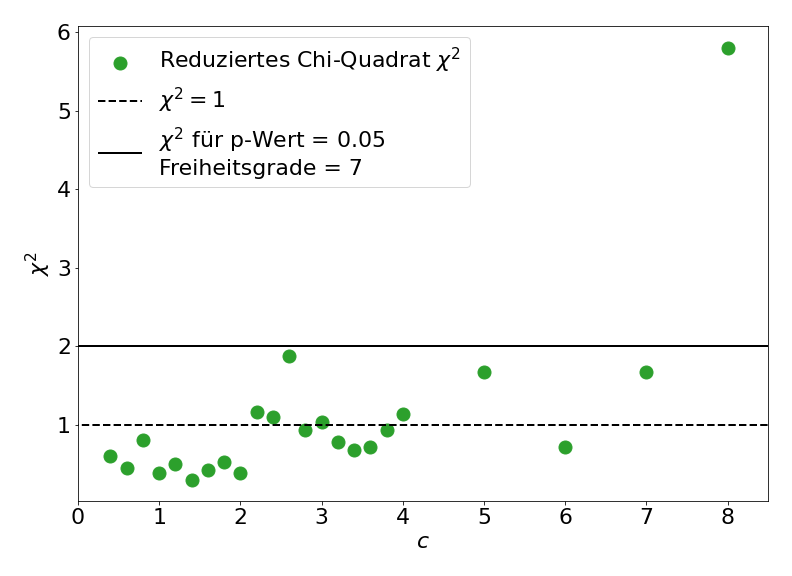 6
5
4
3
2
1
χ²
Reduziertes Chi-Quadrat χ²
χ² = 1
χ² für p-Wert = 0.05
Freiheitsgrade = 7
0 1 2 3 4 5 6 7 8
c